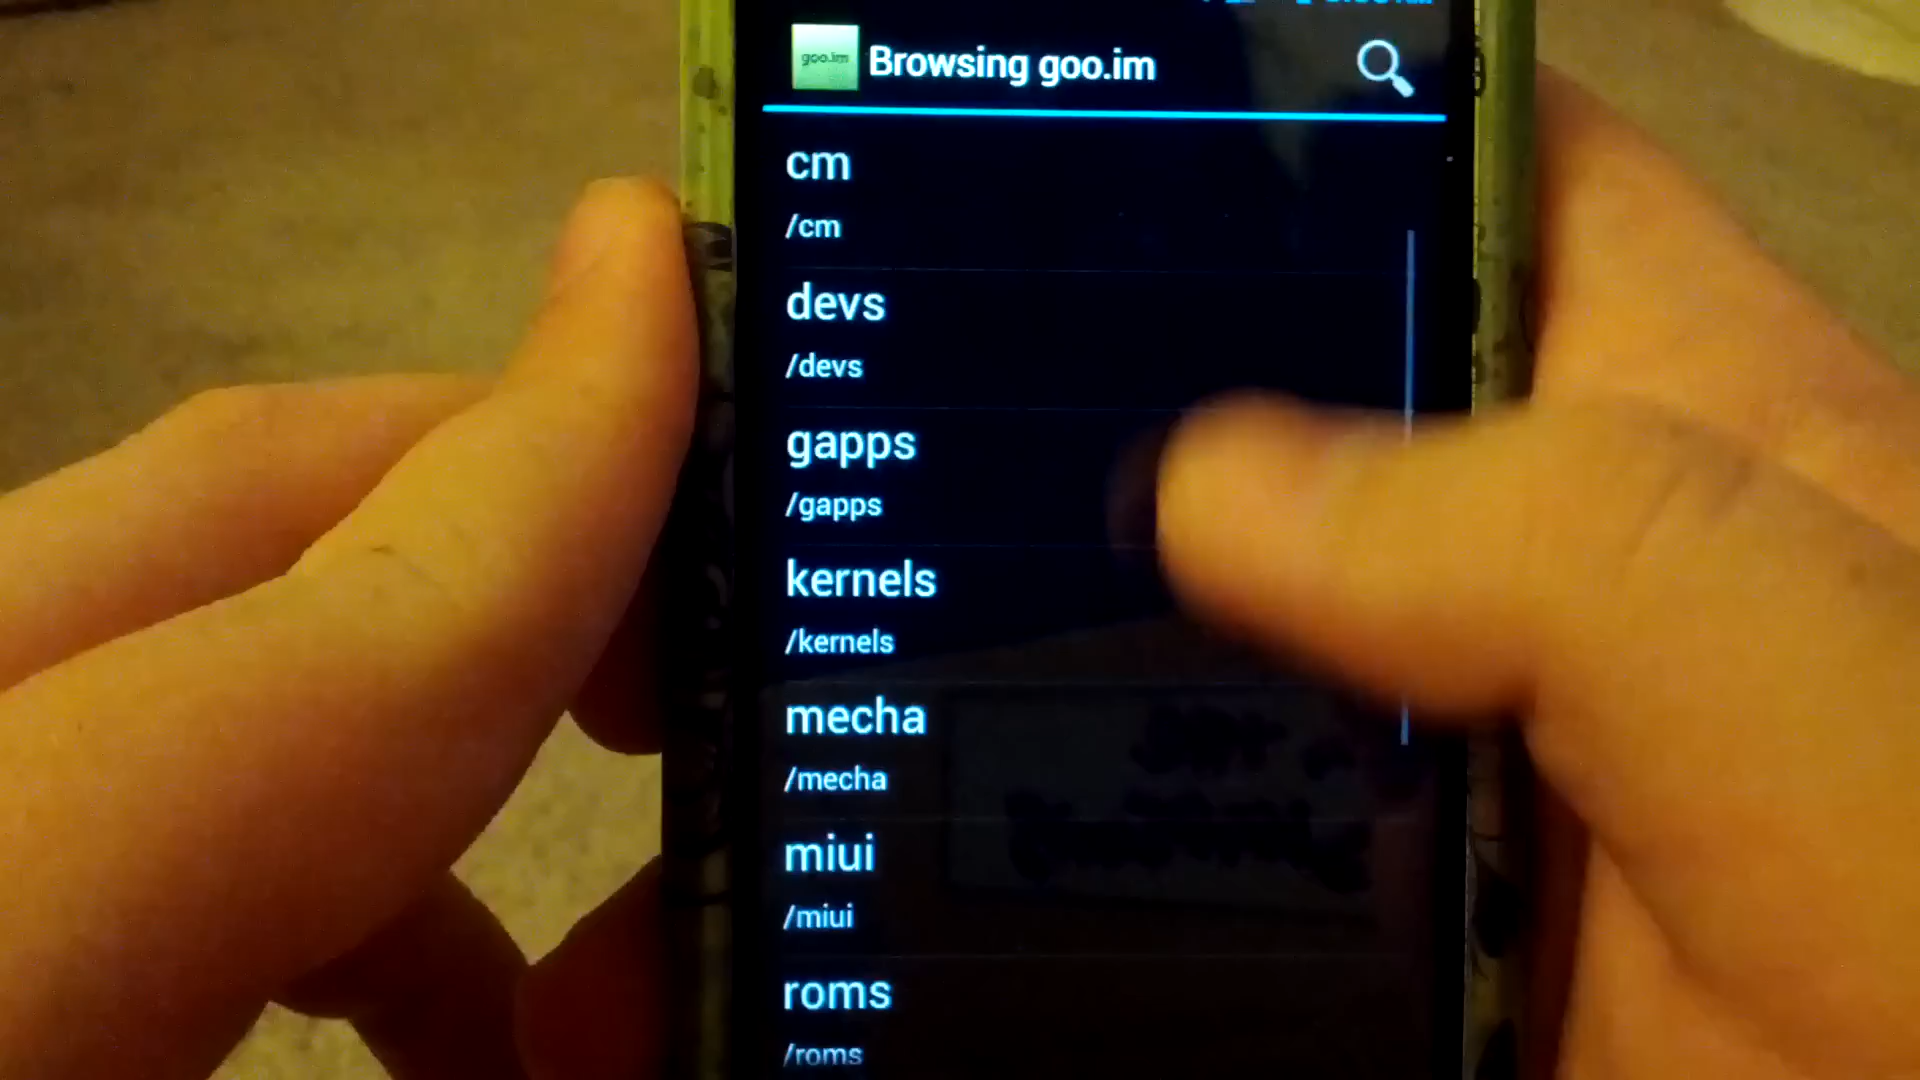 goo.im
Browsing goo.im
cm
/cm
devs
/devs
gapps
/gapps
kernels
/kernels
mecha
/mecha
miui
/miui
roms
/roms